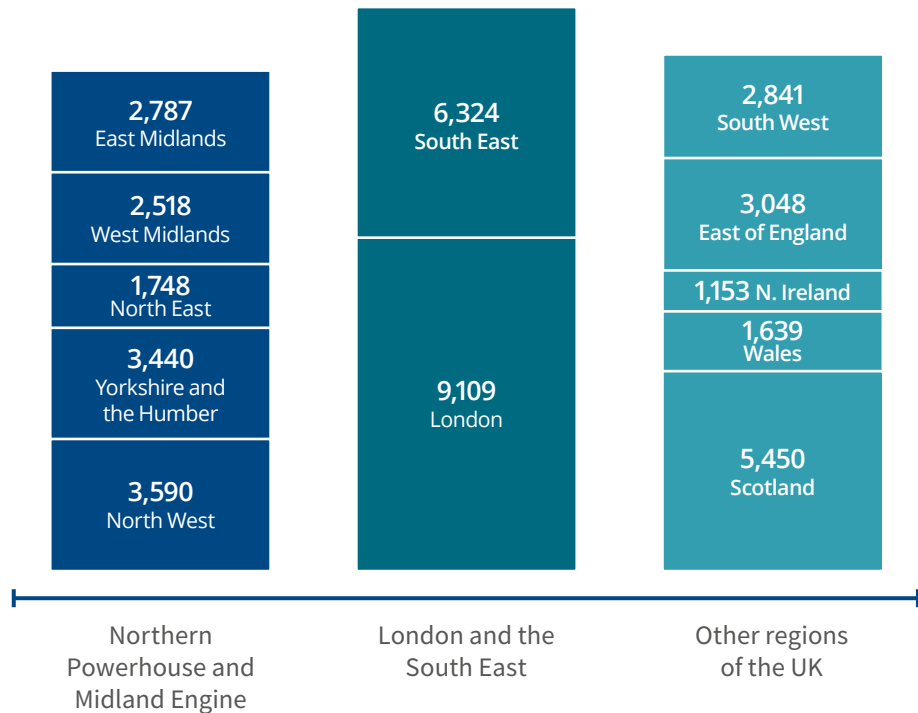 2,787
East Midlands
2,518
West Midlands
1,748
North East
3,440
Yorkshire and
the Humber
3,590
North West
6,324
South East
9,109
London
2,841
South West
3,048
East of England
1,153 N. Ireland
1,639
Wales
5,450
Scotland
Northern
Powerhouse and
Midland Engine
London and the
South East
Other regions
of the UK